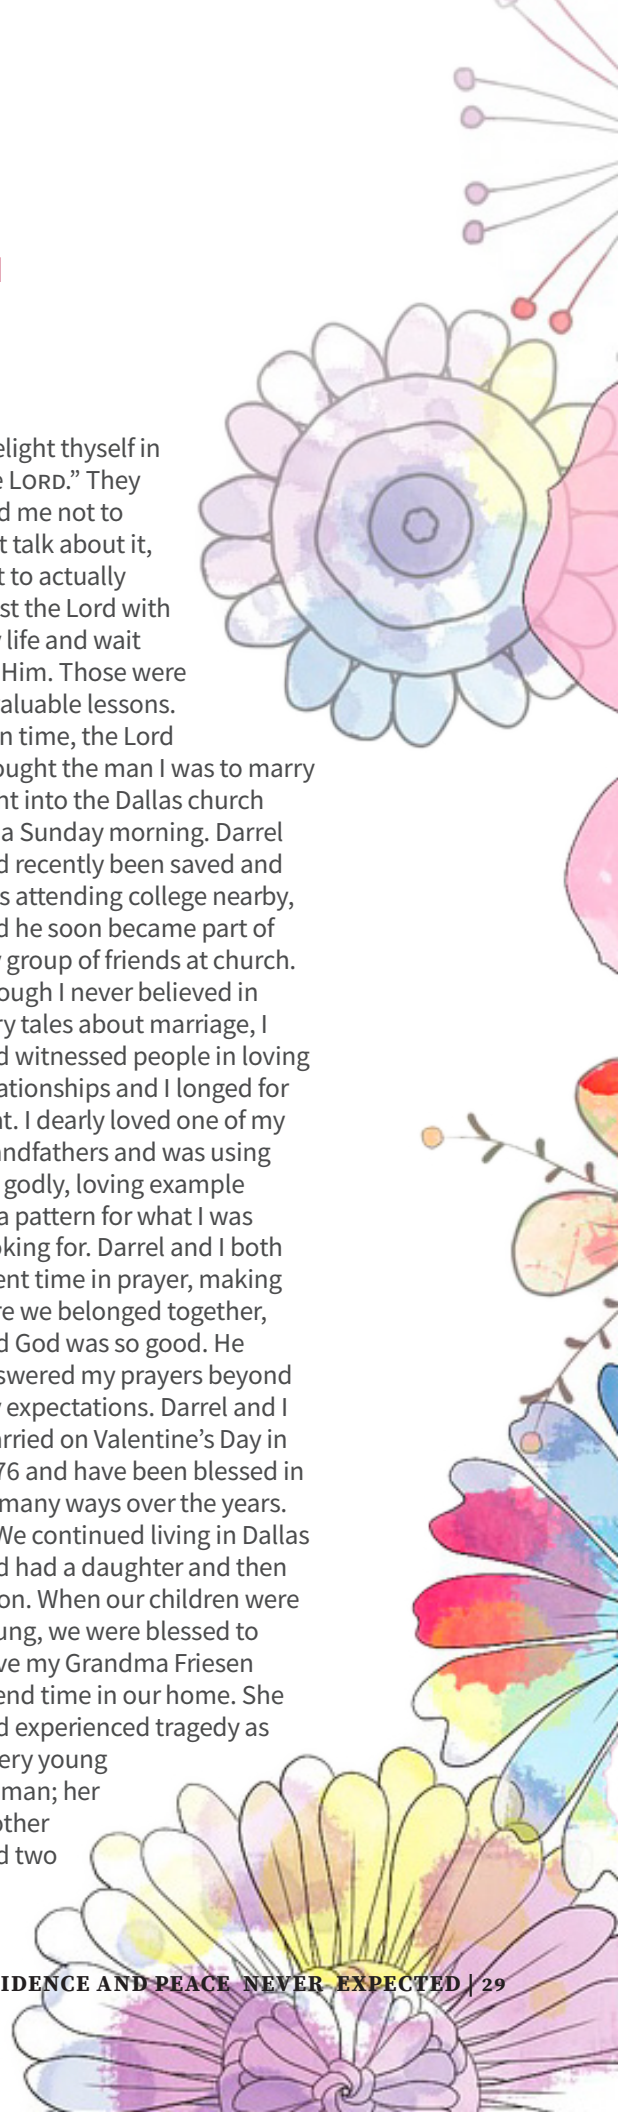 elight thyself in
e LORD.” They
d me not to
t talk about it,
t to actually
st the Lord with
life and wait
Him. Those were
aluable lessons.
n time, the Lord
ought the man I was to marry
ht into the Dallas church
a Sunday morning. Darrel
d recently been saved and
s attending college nearby,
d he soon became part of
y group of friends at church.
ough I never believed in
ry tales about marriage, I
d witnessed people in loving
ationships and I longed for
at. I dearly loved one of my
andfathers and was using
godly, loving example
a pattern for what I was
oking for. Darrel and I both
ent time in prayer, making
re we belonged together,
d God was so good. He
swered my prayers beyond
y expectations. Darrel and I
arried on Valentine’s Day in
76 and have been blessed in
many ways over the years.
We continued living in Dallas
d had a daughter and then
on. When our children were
ung, we were blessed to
ve my Grandma Friesen
end time in our home. She
d experienced tragedy as
ery young
man; her
other
d two
IDENCE AND PEACE NEVER EXPECTED | 29